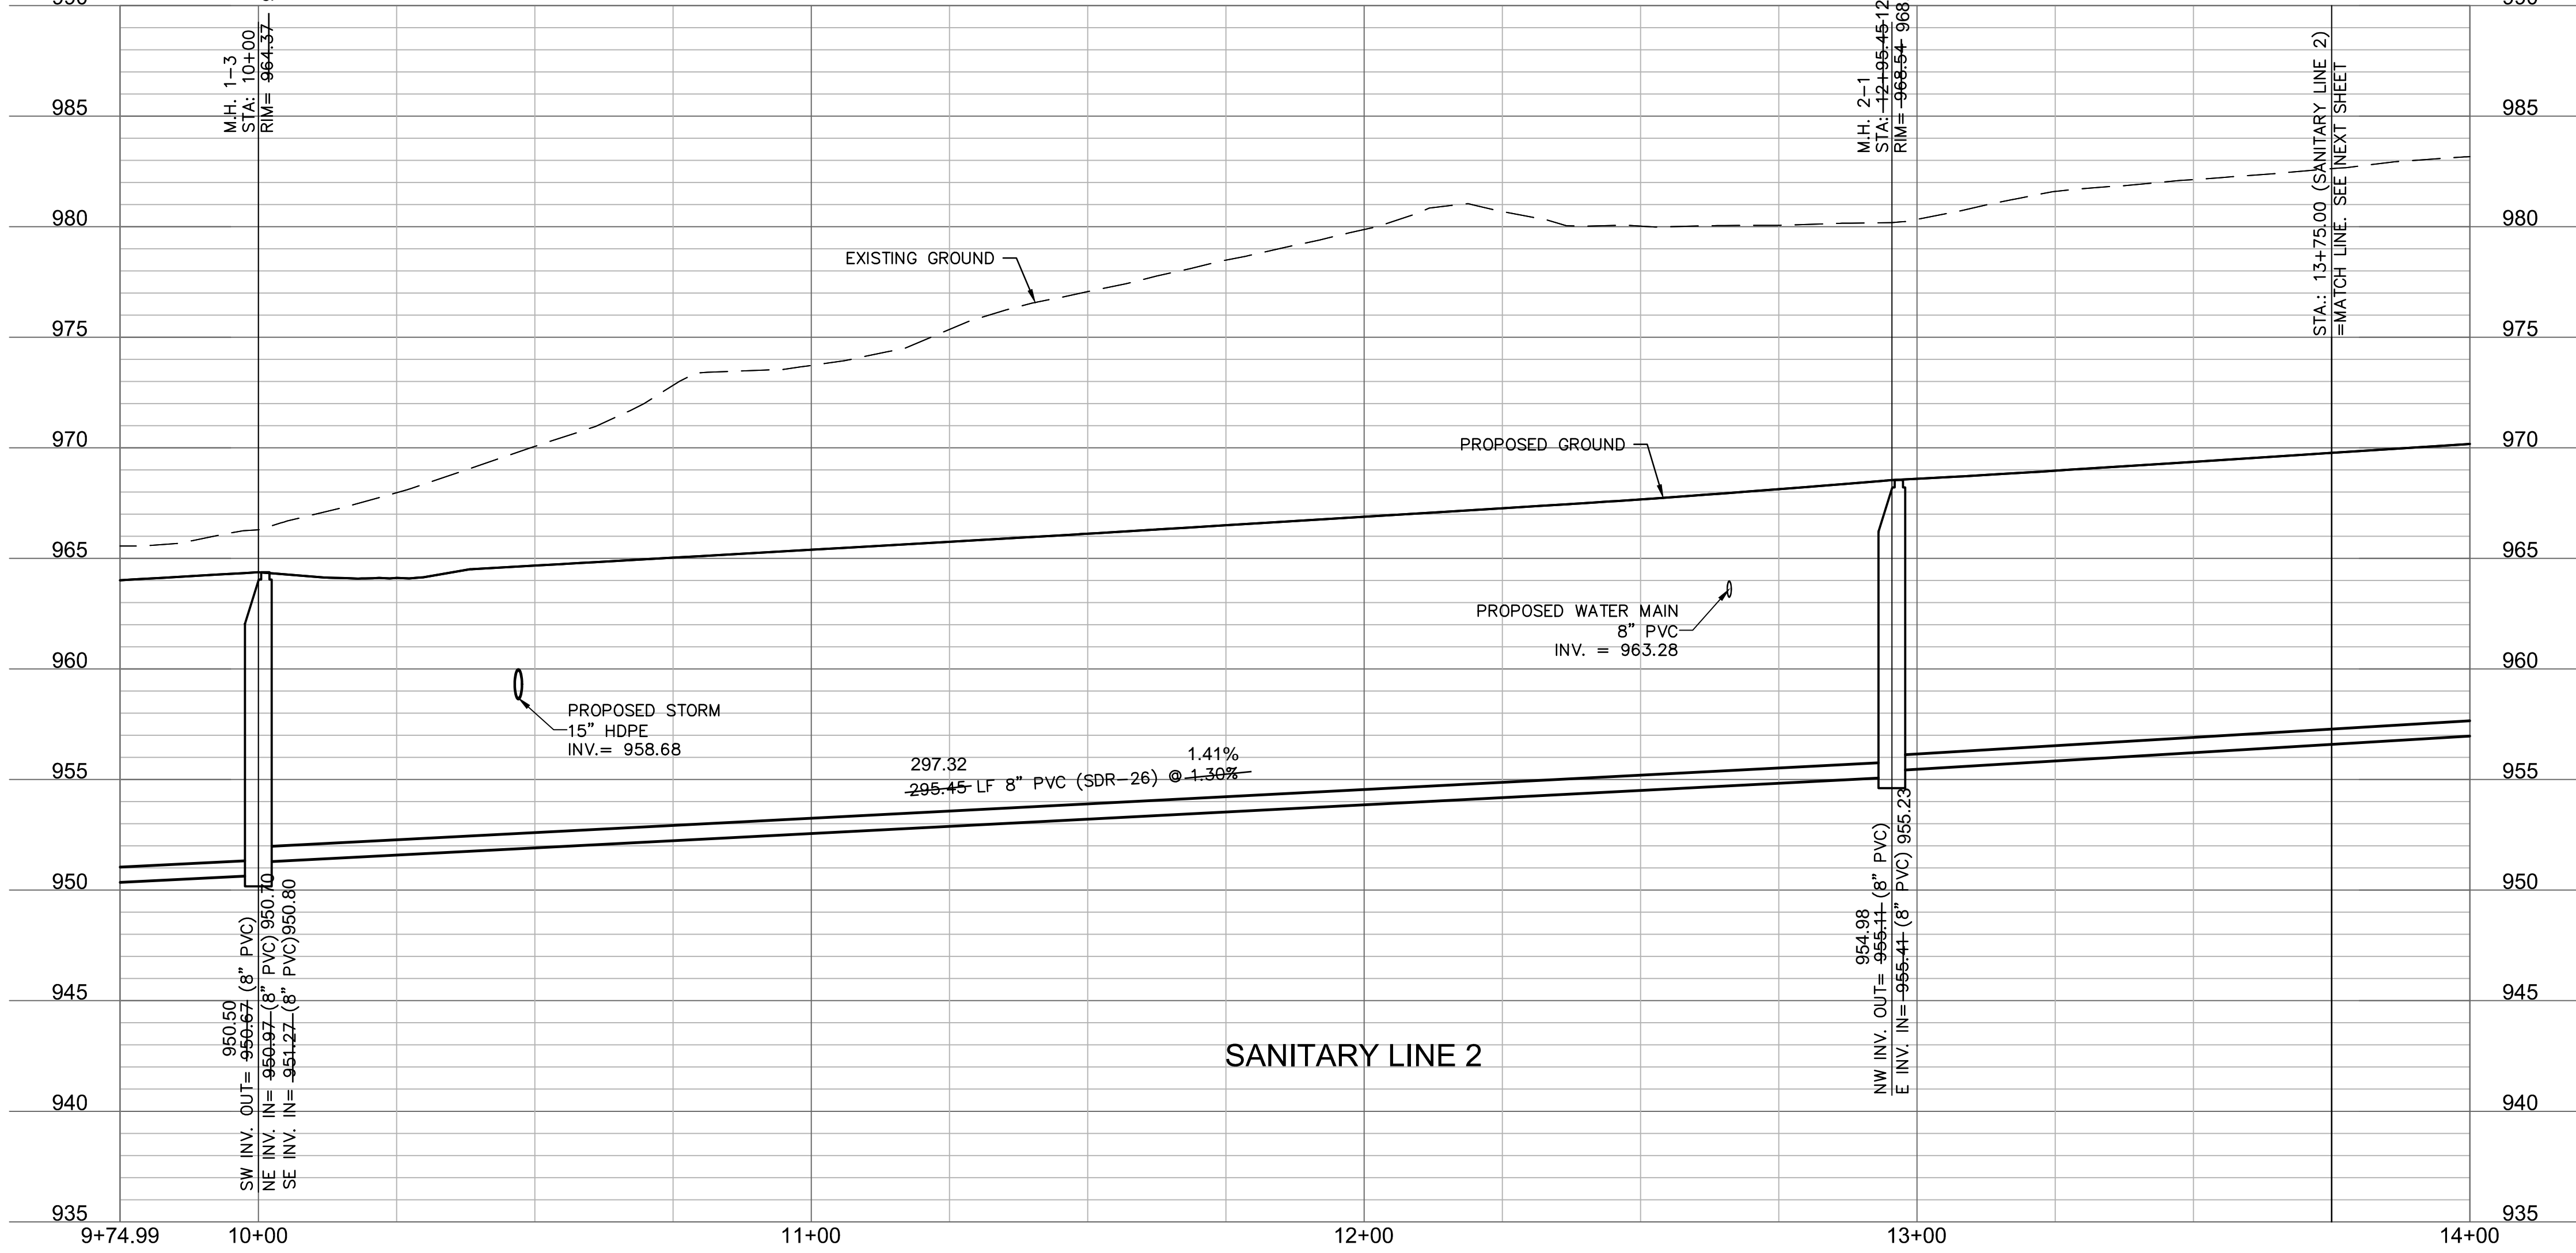 990
990
M.H. 1-3
STA: 10+00
RIM= 964.37
M.H. 2-1
STA: 12+95.45 12
RIM= 968.54 968
STA.: 13+75.00 (SANITARY LINE 2)
=MATCH LINE. SEE NEXT SHEET
985
985
980
980
EXISTING GROUND
975
975
970
970
PROPOSED GROUND
965
965
PROPOSED WATER MAIN
8" PVC
INV. = 963.28
960
960
PROPOSED STORM
15" HDPE
INV.= 958.68
297.32
1.41%
295.45 LF 8" PVC (SDR-26) @ 1.30%
955
955
950
950
950.50
SW INV. OUT= 950.67 (8" PVC)
NE INV. IN= 950.97 (8" PVC) 950.70
SE INV. IN= 951.27 (8" PVC) 950.80
954.98
NW INV. OUT= 955.11 (8" PVC)
E INV. IN= 955.41 (8" PVC) 955.23
945
945
SANITARY LINE 2
940
940
935
935
9+74.99
10+00
11+00
12+00
13+00
14+00